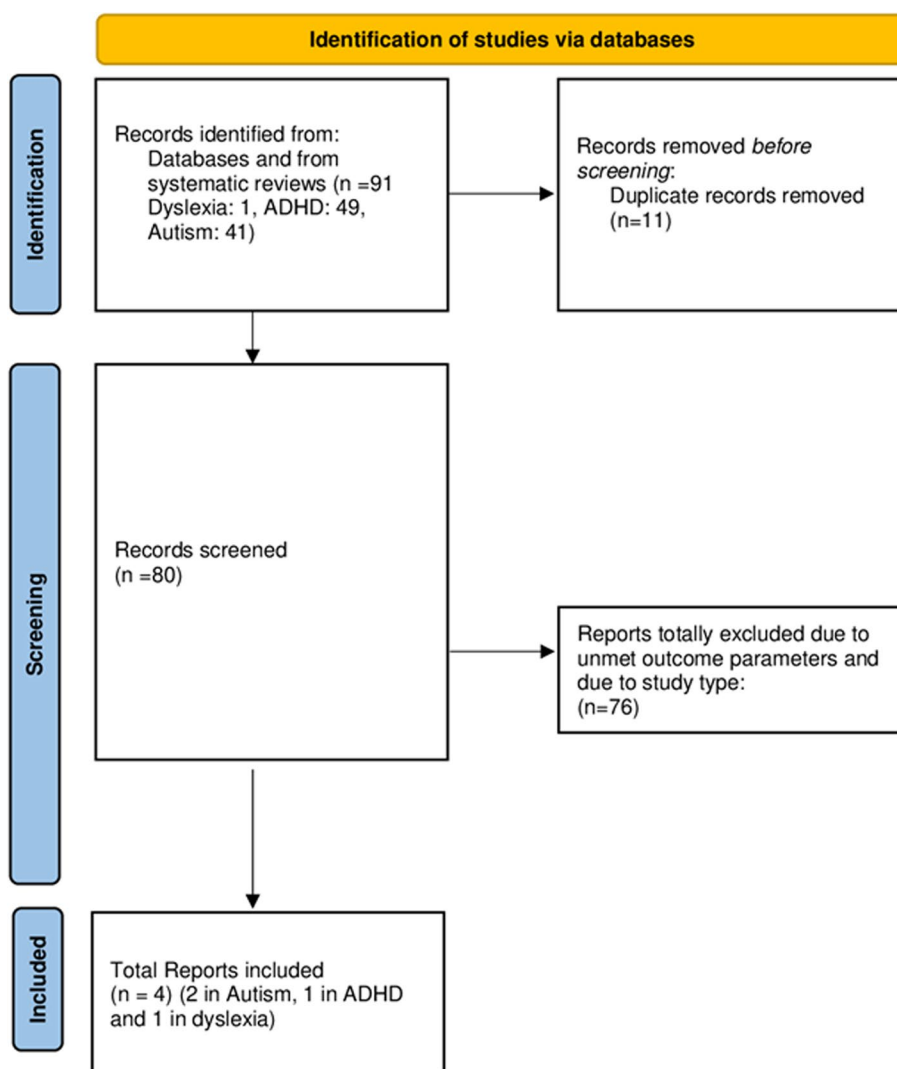 Identification of studies via databases
Identification
Records identified from:
Databases and from
systematic reviews (n =91
Dyslexia: 1, ADHD: 49,
Autism: 41)
Records removed before
screening:
Duplicate records removed
(n=11)
Screening
Records screened
(n =80)
Reports totally excluded due to
unmet outcome parameters and
due to study type:
(n=76)
Included
Total Reports included
(n = 4) (2 in Autism, 1 in ADHD
and 1 in dyslexia)